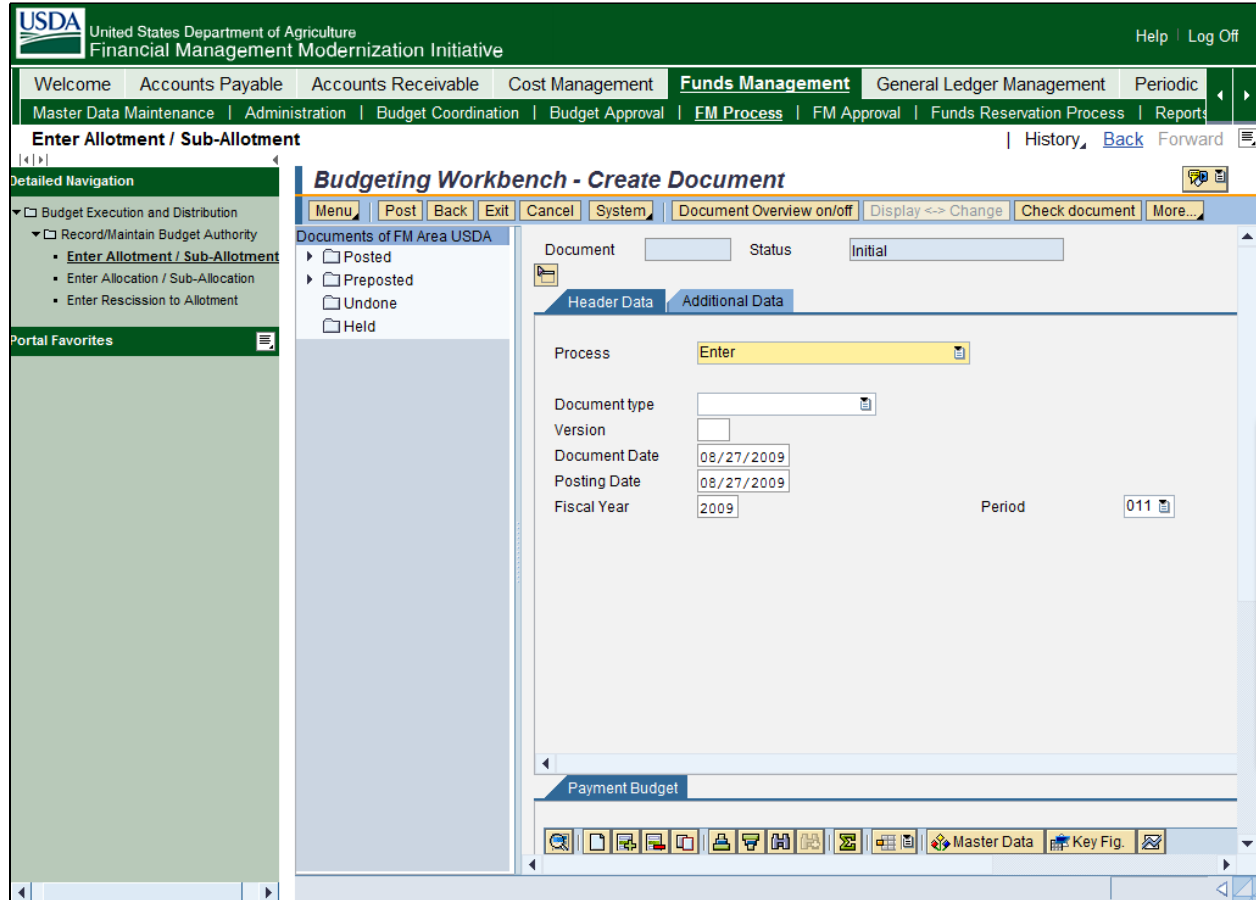 USDA
United States Department of Agriculture
Financial Management Modernization Initiative
Help | Log Off
Welcome Accounts Payable Accounts Receivable Cost Management Funds Management General Ledger Management Periodic
Master Data Maintenance | Administration | Budget Coordination | Budget Approval | FM Process | FM Approval | Funds Reservation Process | Reports
Enter Allotment / Sub-Allotment
| History Back Forward
Detailed Navigation
Budget Execution and Distribution
Record/Maintain Budget Authority
Enter Allotment / Sub-Allotment
Enter Allocation / Sub-Allocation
Enter Rescission to Allotment
Portal Favorites
Budgeting Workbench - Create Document
Menu Post Back Exit Cancel System Document Overview on/off Display <-> Change Check document More...
Documents of FM Area USDA
Posted
Preposted
Undone
Held
Document Status Initial
Header Data Additional Data
Process Enter
Document type
Version
Document Date 08/27/2009
Posting Date 08/27/2009
Fiscal Year 2009 Period 011
Payment Budget
Master Data Key Fig.